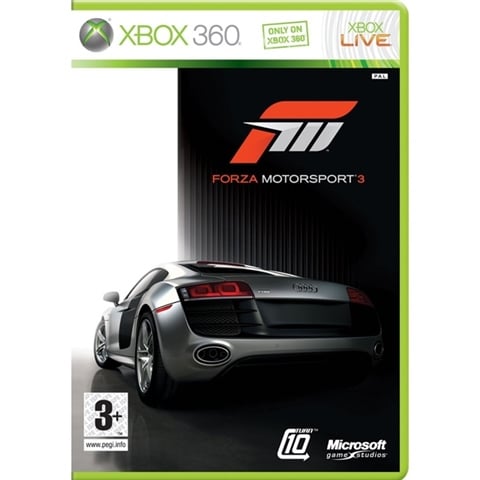 XBOX 360
ONLY ON
XBOX 360
XBOX
LIVE
PAL
FORZA MOTORSPORT 3
3+
www.pegi.info
TURN
10
Microsoft
game studios